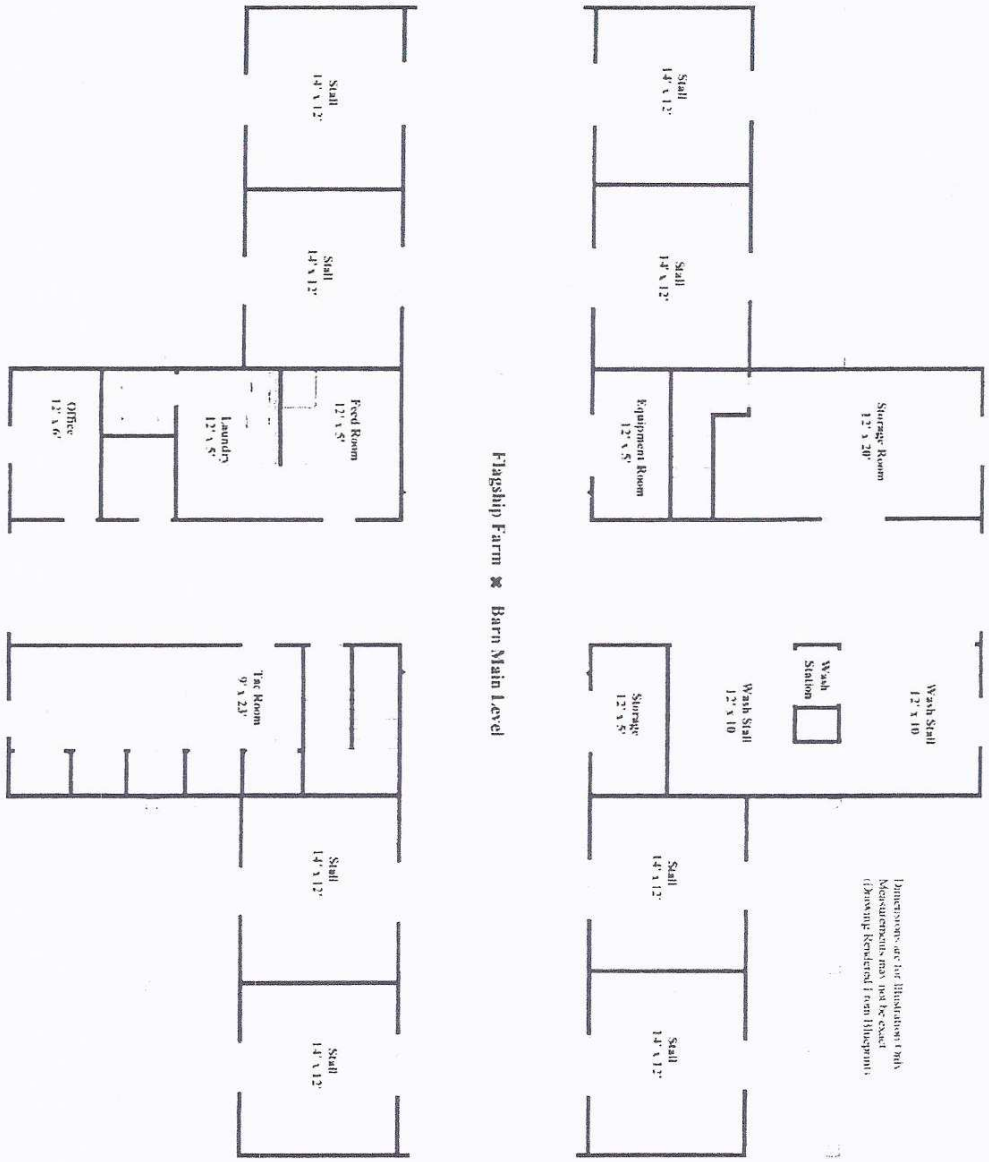 Stall
14' x 12'
Stall
14' x 12'
Storage Room
12' x 20'
Equipment Room
12' x 5'
Wash Stall
12' x 10
Wash
Station
Wash Stall
12' x 10
Storage
12' x 5'
Stall
14' x 12'
Stall
14' x 12'
Dimensions are for Illustration Only
Measurements may not be exact
(Drawing Rendered From Blueprints)
Flagship Farm ✖ Barn Main Level
Stall
14' x 12'
Stall
14' x 12'
Feed Room
12' x 5'
Laundry
12' x 5'
Office
12' x 6'
Tac Room
9' x 23'
Stall
14' x 12'
Stall
14' x 12'